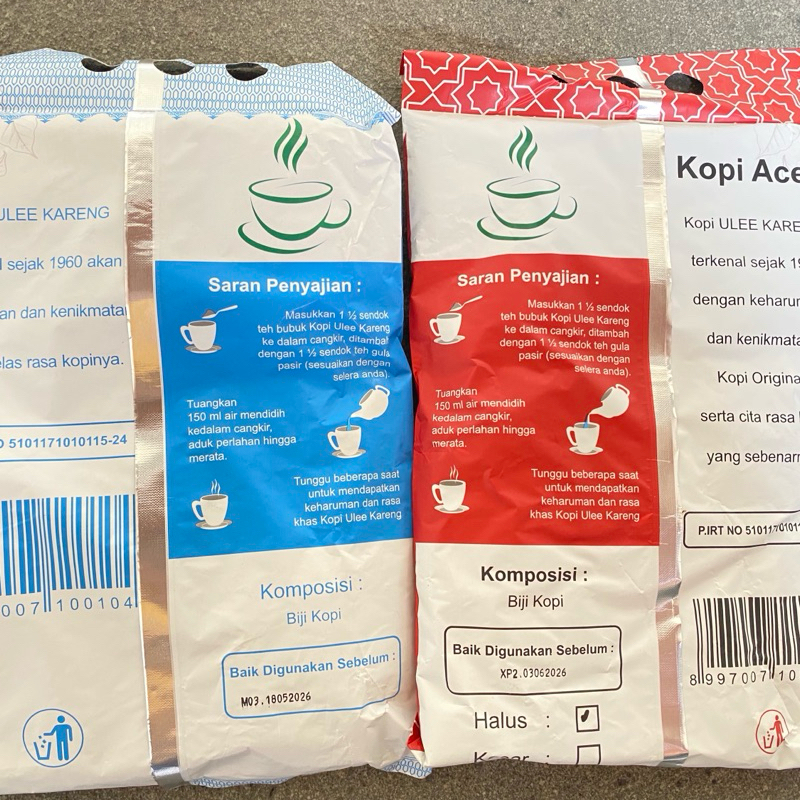 ULEE KARENG
sejak 1960 akan
dan kenikmatan
rasa kopinya.
5101171010115-24
007100104
Saran Penyajian :
Masukkan 1 ½ sendok
teh bubuk Kopi Ulee Kareng
ke dalam cangkir, ditambah
dengan 1 ½ sendok teh gula
pasir (sesuaikan dengan
selera anda).
Tuangkan
150 ml air mendidih
kedalam cangkir,
aduk perlahan hingga
merata.
Tunggu beberapa saat
untuk mendapatkan
keharuman dan rasa
khas Kopi Ulee Kareng
Komposisi :
Biji Kopi
Baik Digunakan Sebelum :
M03.18052026
Saran Penyajian :
Masukkan 1 ½ sendok
teh bubuk Kopi Ulee Kareng
ke dalam cangkir, ditambah
dengan 1 ½ sendok teh gula
pasir (sesuaikan dengan
selera anda).
Tuangkan
150 ml air mendidih
kedalam cangkir,
aduk perlahan hingga
merata.
Tunggu beberapa saat
untuk mendapatkan
keharuman dan rasa
khas Kopi Ulee Kareng
Komposisi :
Biji Kopi
Baik Digunakan Sebelum :
XP2.03062026
Halus :
Kopi Ace
Kopi ULEE KARE
terkenal sejak 19
dengan keharum
dan kenikmata
Kopi Origina
serta cita rasa
yang sebenarn
P.IRT NO 51011701011
8 997007 10